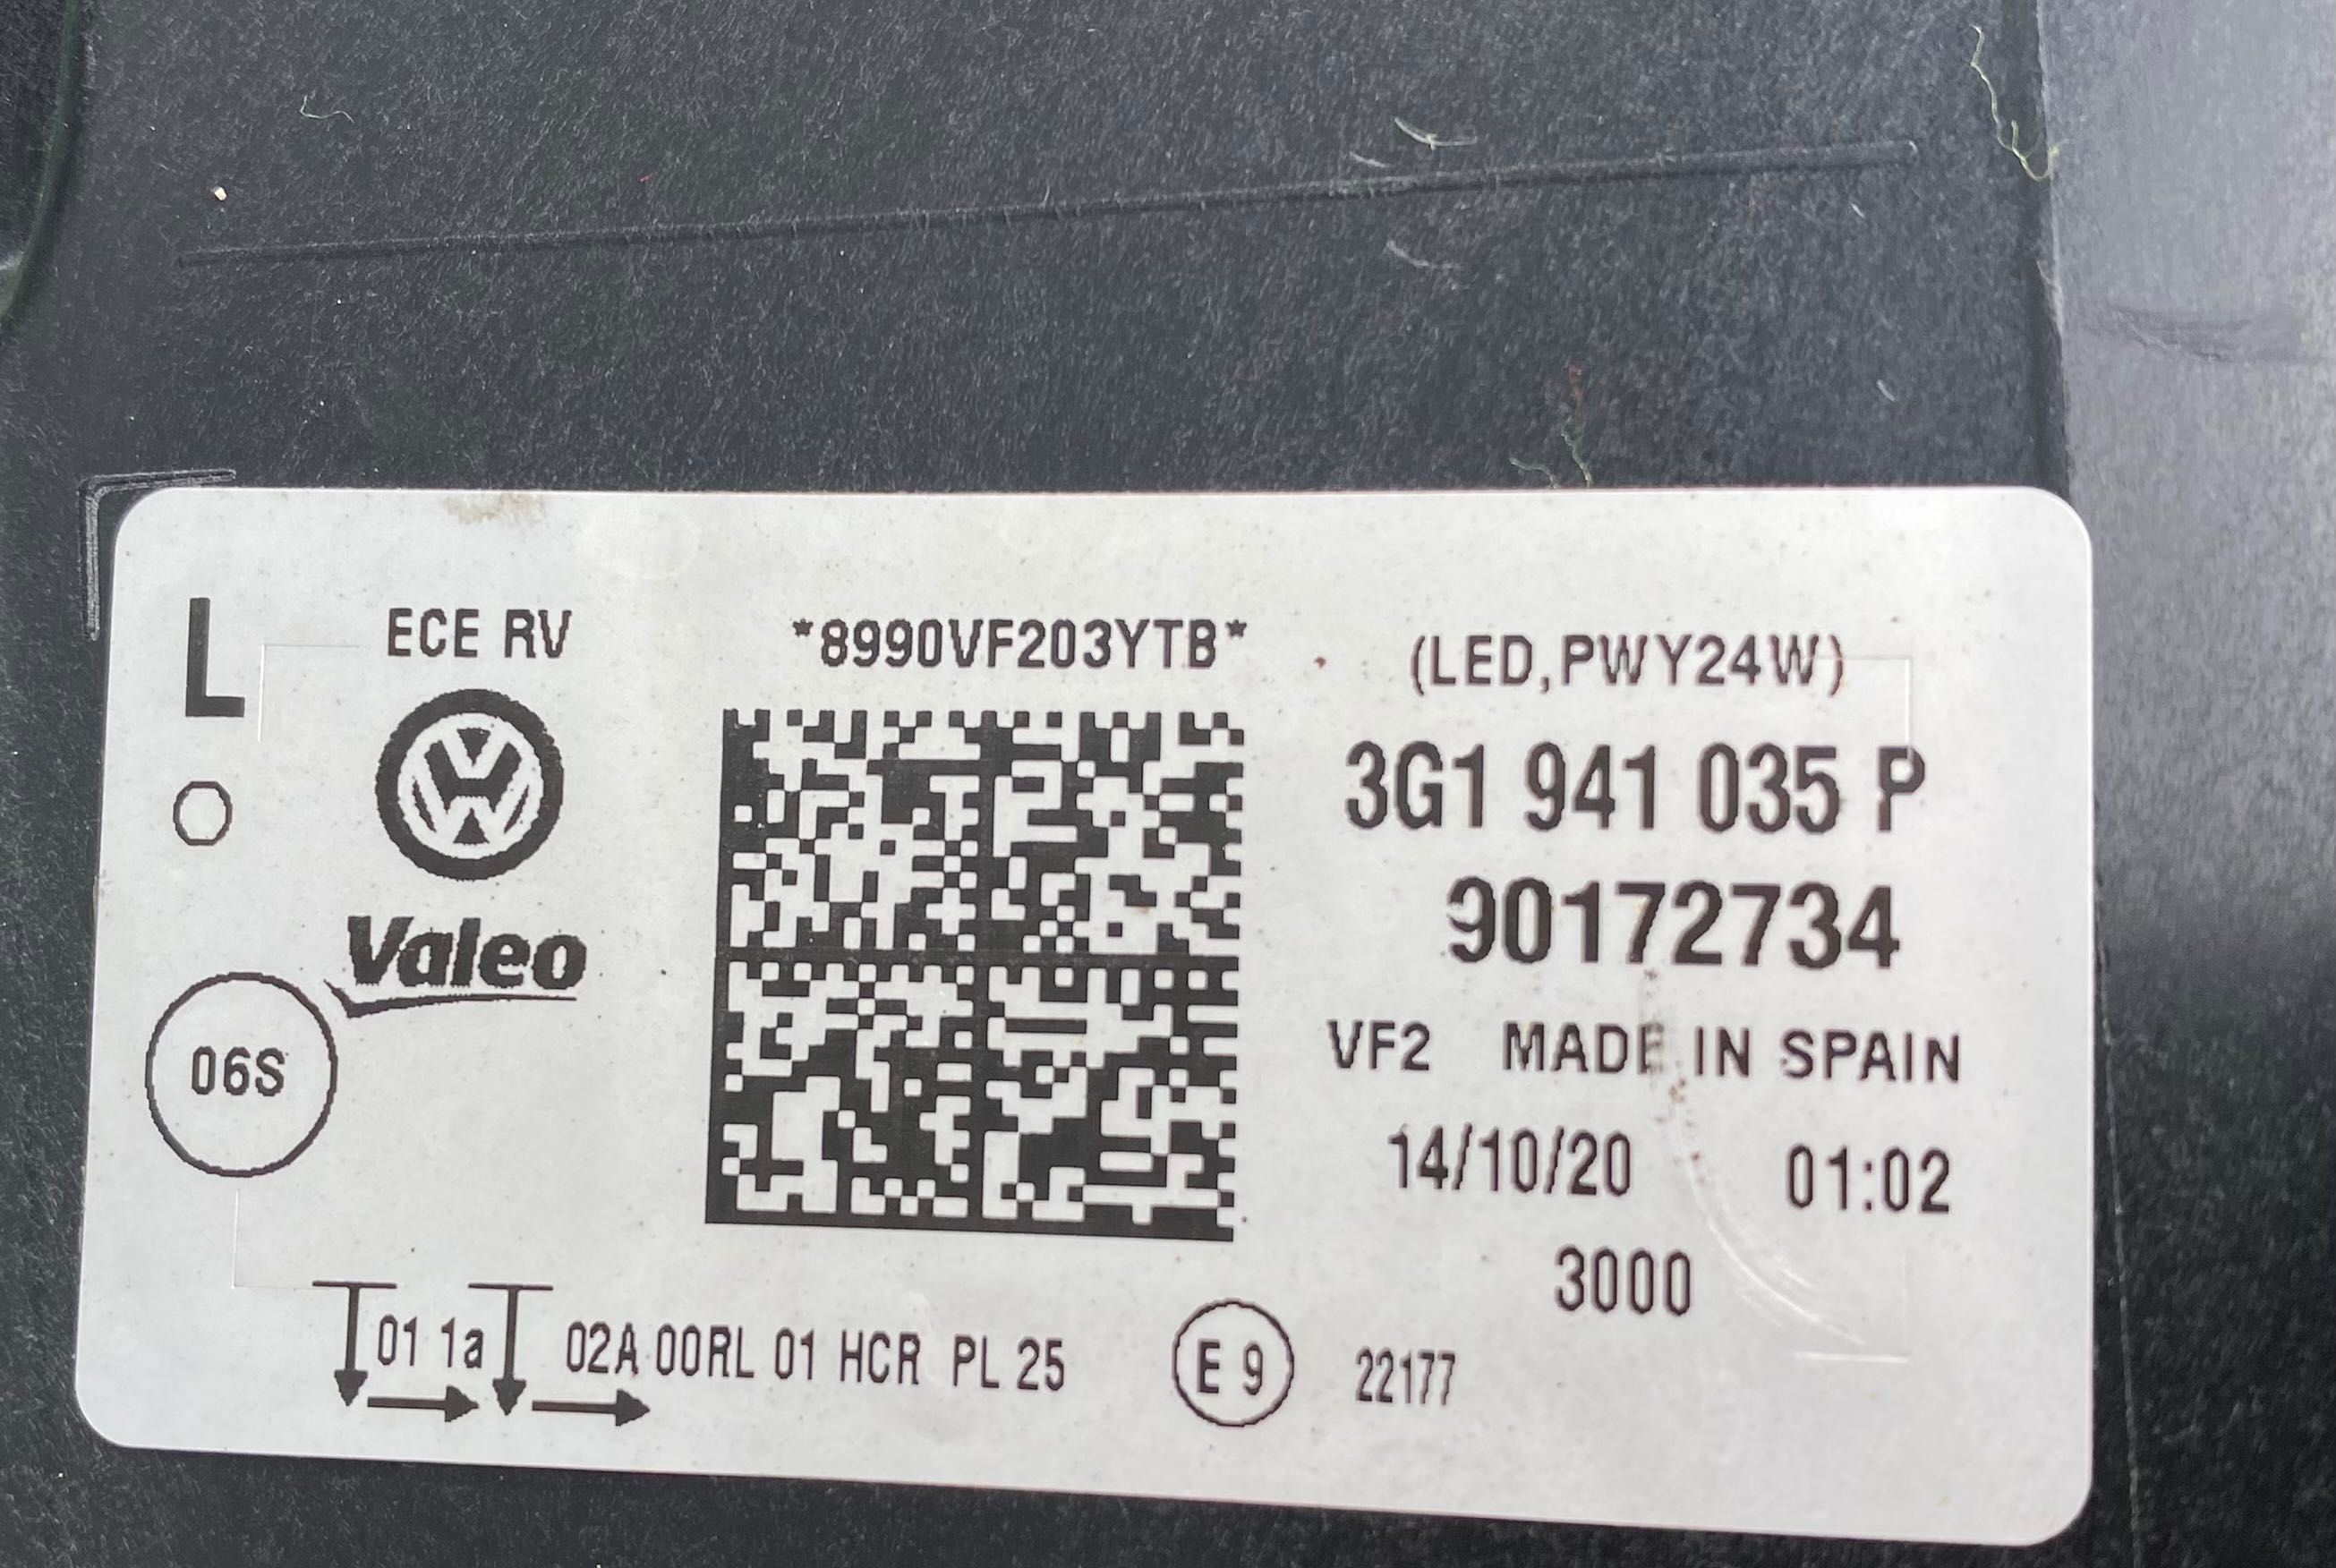 L
ECE RV
*8990VF203YTB*
(LED,PWY24W)
3G1 941 035 P
Valeo
90172734
06S
VF2 MADE IN SPAIN
14/10/20 01:02
3000
01 1a 02A 00RL 01 HCR PL 25
E 9
22177